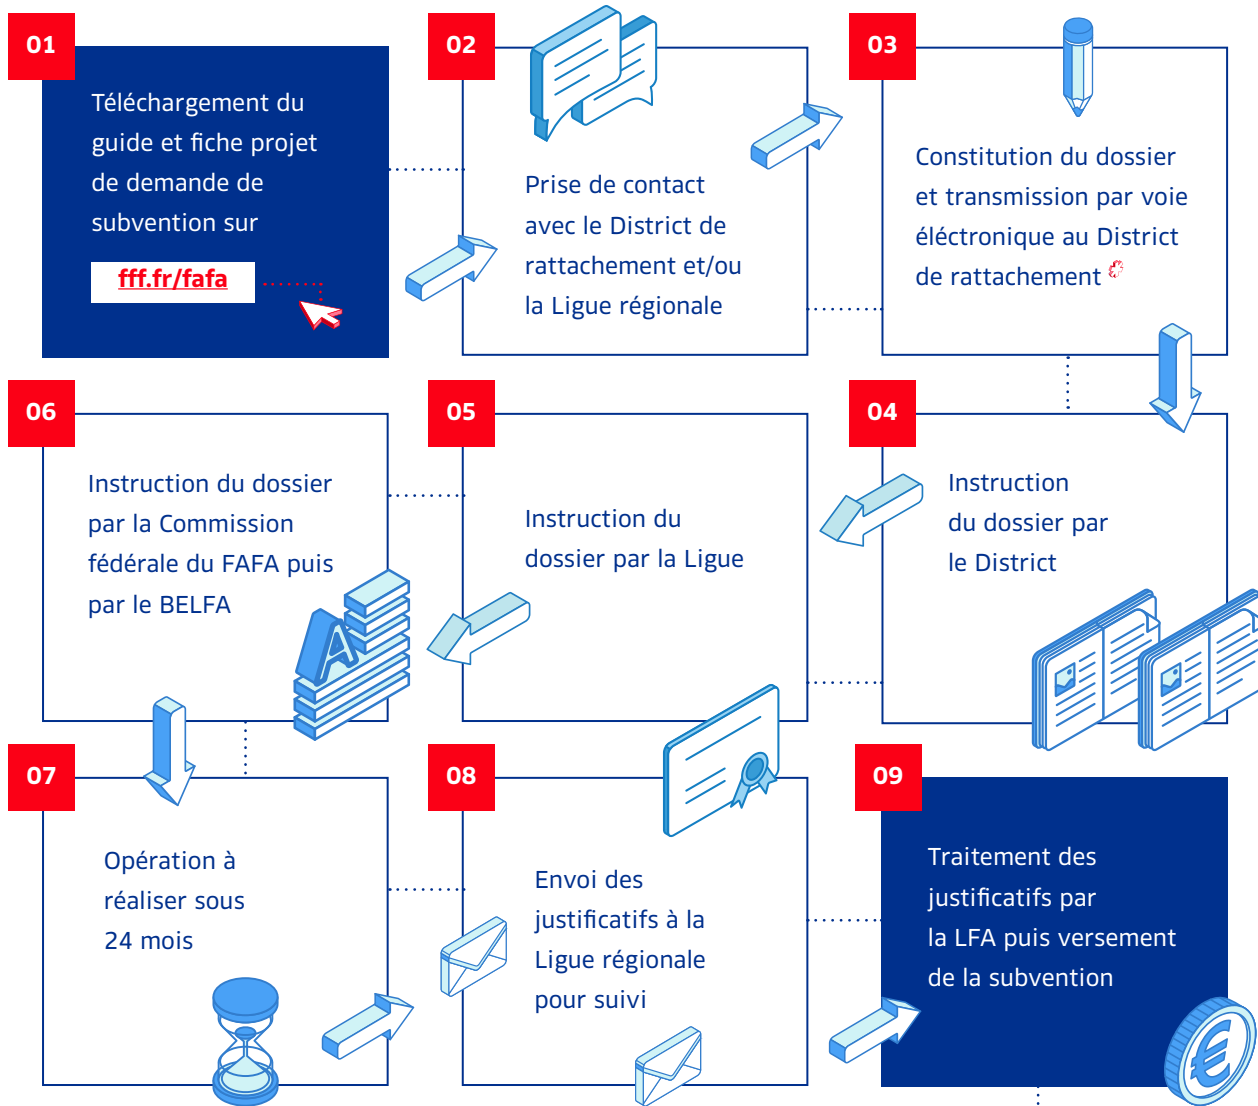 01
Téléchargement du
guide et fiche projet
de demande de
subvention sur
fff.fr/fafa
02
Prise de contact
avec le District de
rattachement et/ou
la Ligue régionale
03
Constitution du dossier
et transmission par voie
éléctronique au District
de rattachement
04
Instruction
du dossier par
le District
05
Instruction du
dossier par la Ligue
06
Instruction du dossier
par la Commission
fédérale du FAFA puis
par le BELFA
A
07
Opération à
réaliser sous
24 mois
08
Envoi des
justificatifs à la
Ligue régionale
pour suivi
09
Traitement des
justificatifs par
la LFA puis versement
de la subvention
€